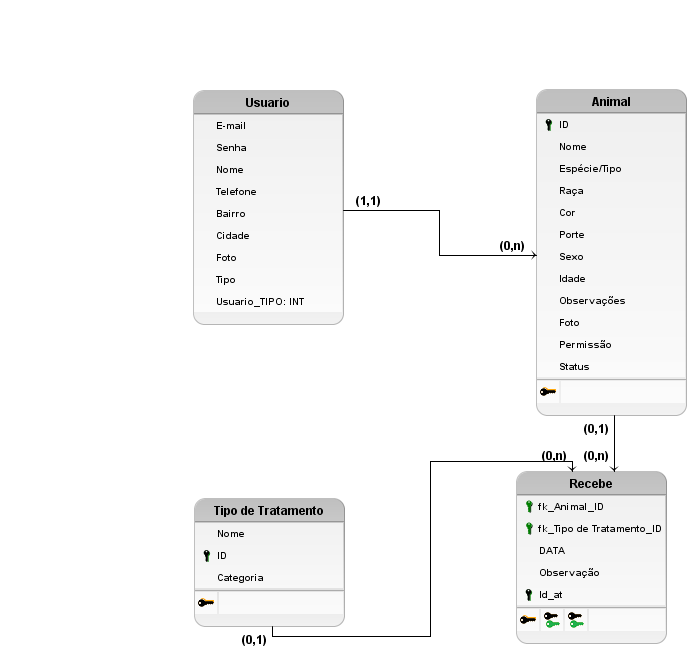 Usuario
E-mail
Senha
Nome
Telefone
Bairro
Cidade
Foto
Tipo
Usuario_TIPO: INT
(1,1)
(0,n)
Animal
ID
Nome
Espécie/Tipo
Raça
Cor
Porte
Sexo
Idade
Observações
Foto
Permissão
Status
(0,1)
(0,n)
(0,n)
Tipo de Tratamento
Nome
ID
Categoria
(0,1)
Recebe
fk_Animal_ID
fk_Tipo de Tratamento_ID
DATA
Observação
Id_at